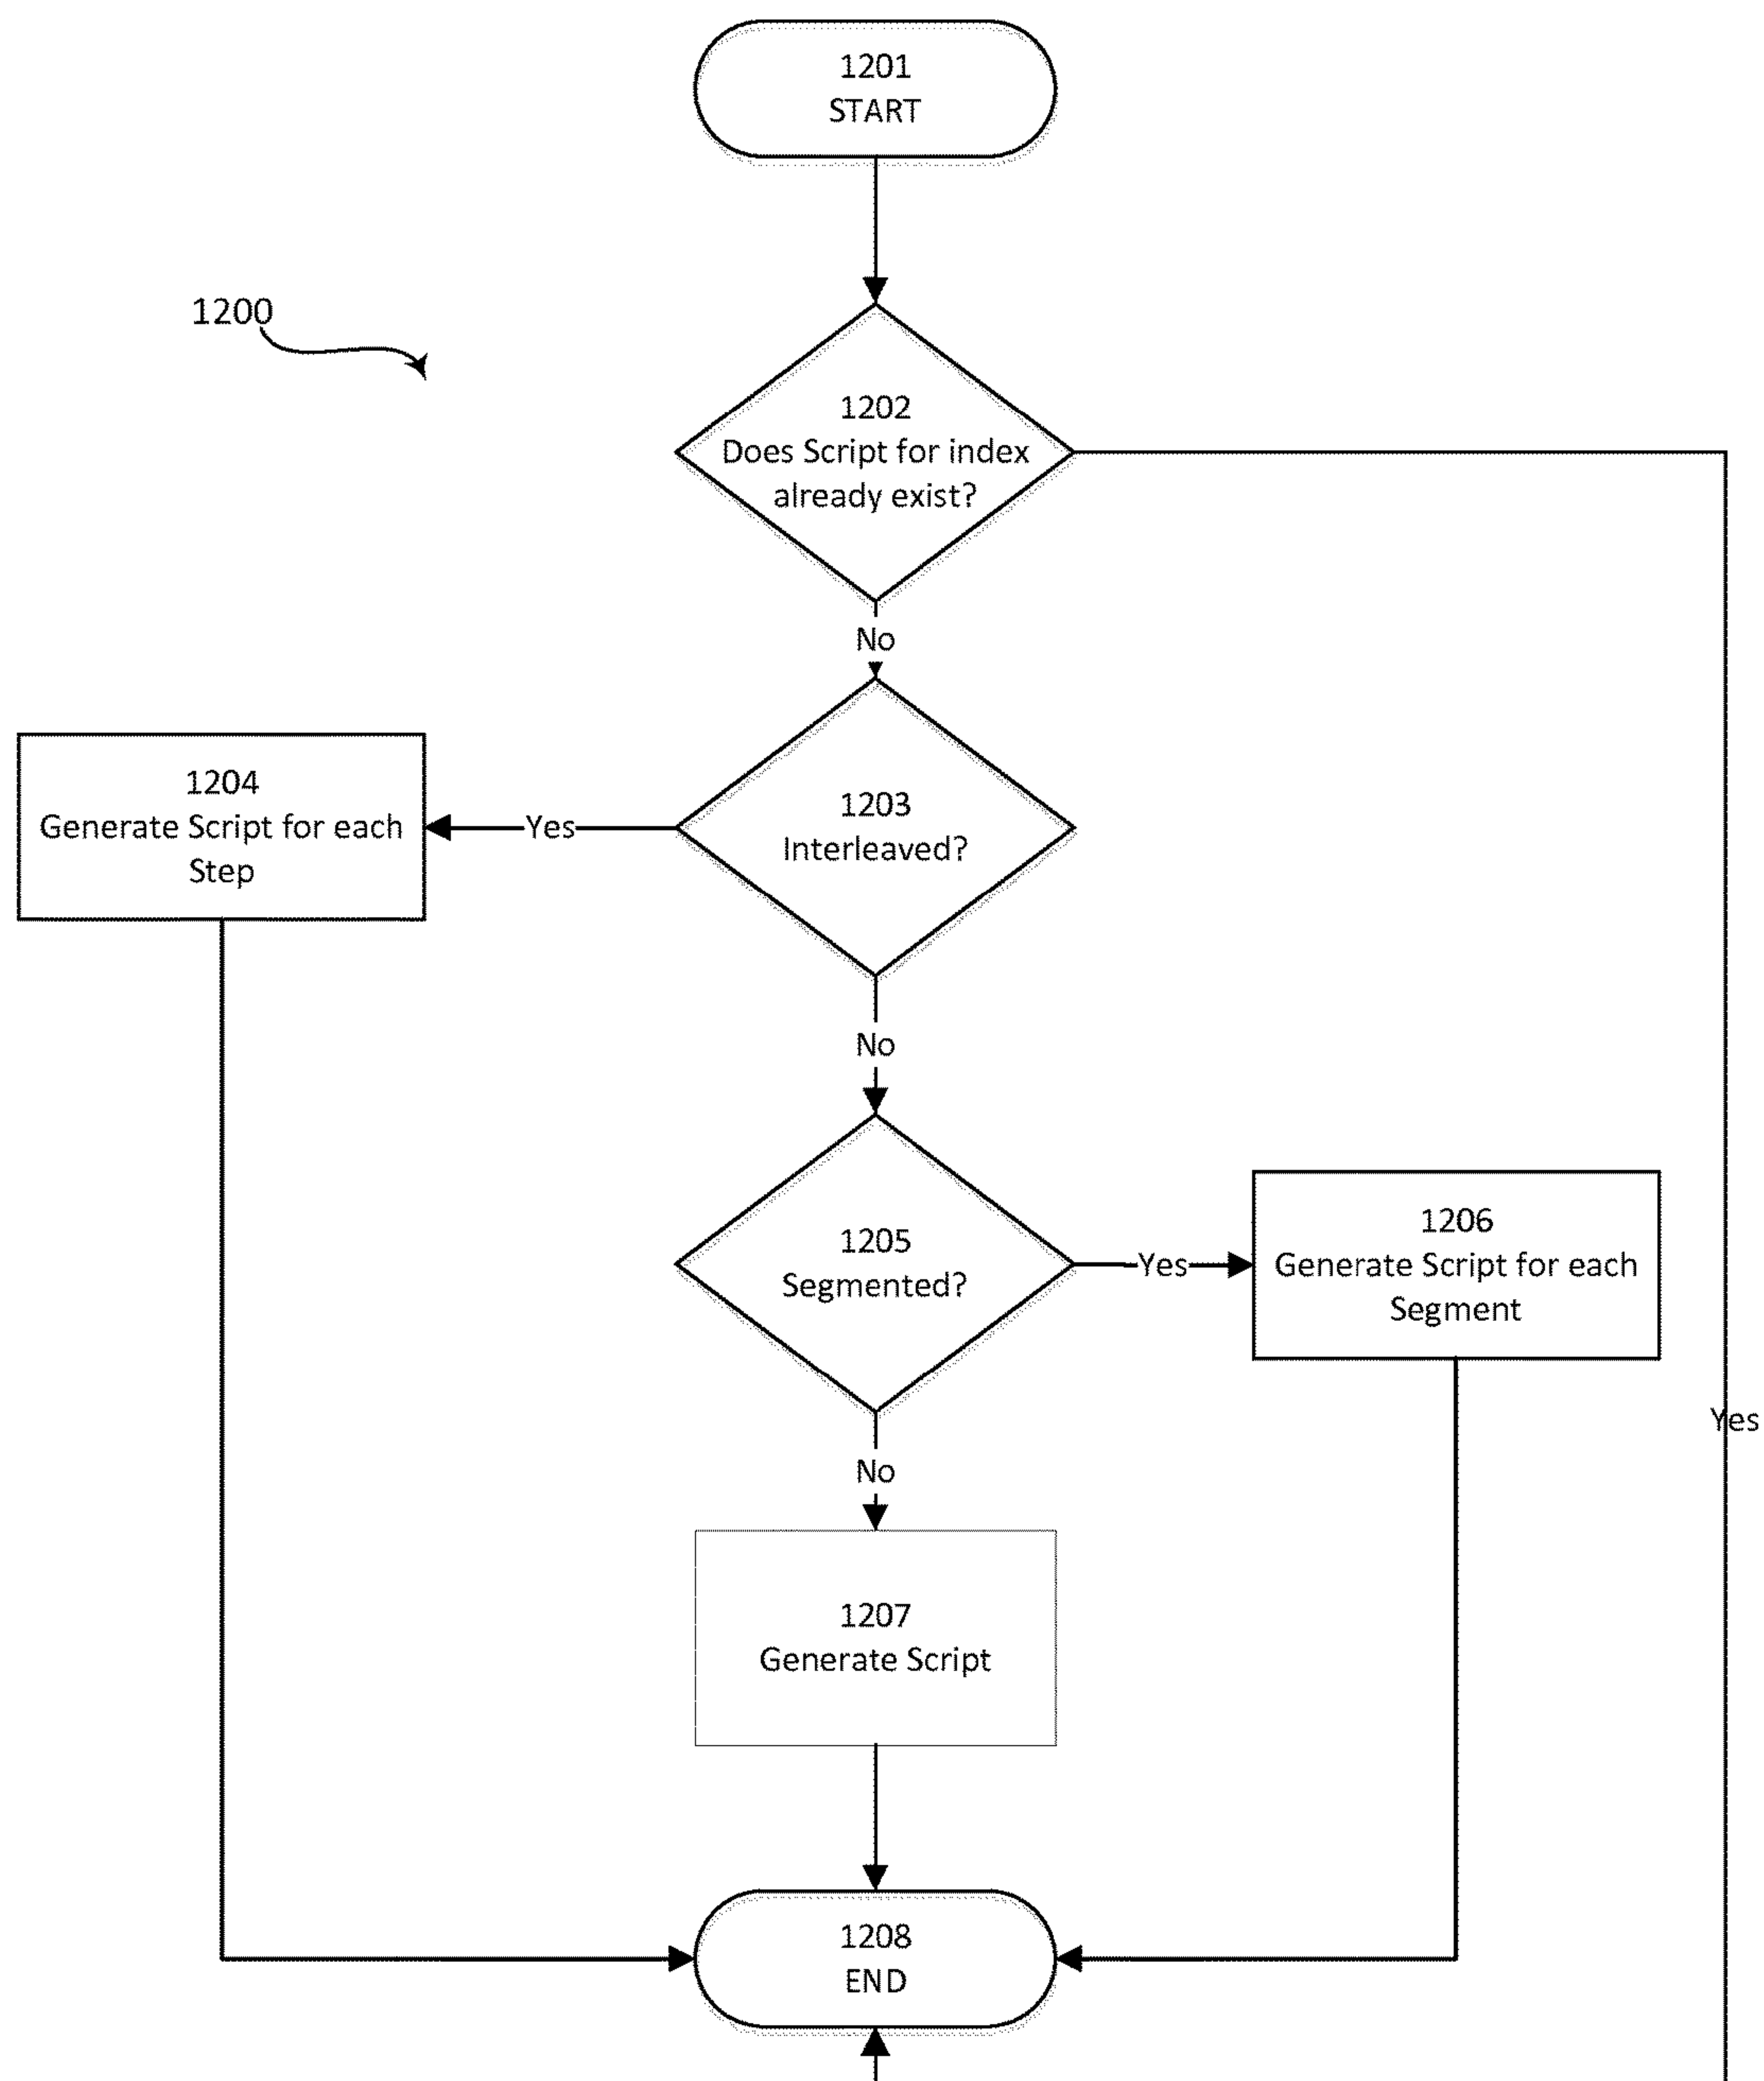 1201
START
1200
1202
Does Script for index
already exist?
No
1203
Interleaved?
Yes
1204
Generate Script for each
Step
No
1205
Segmented?
Yes
1206
Generate Script for each
Segment
Yes
No
1207
Generate Script
1208
END